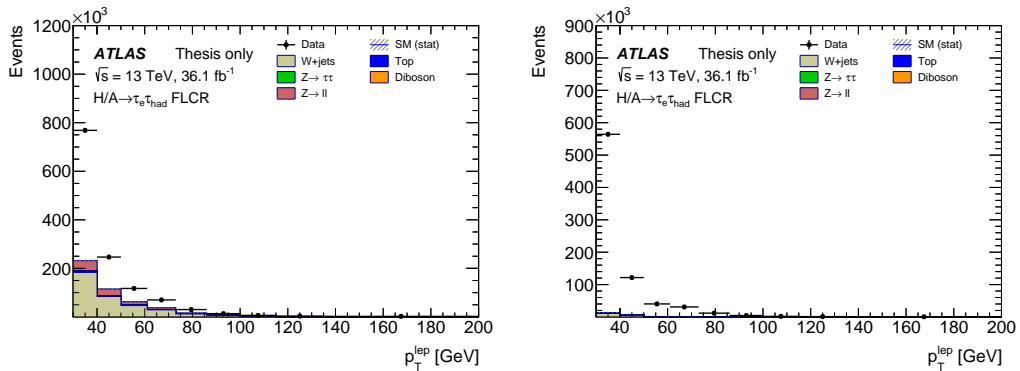 ×10³
1200
1000
800
600
400
200
Events
ATLAS Thesis only
√s = 13 TeV, 36.1 fb⁻¹
H/A→τₑτhad FLCR
Data
W+jets
Z→ ττ
Z→ ll
SM (stat)
Top
Diboson
40 60 80 100 120 140 160 180 200
pTlep [GeV]
×10³
900
800
700
600
500
400
300
200
100
Events
ATLAS Thesis only
√s = 13 TeV, 36.1 fb⁻¹
H/A→τₑτhad FLCR
Data
W+jets
Z→ ττ
Z→ ll
SM (stat)
Top
Diboson
40 60 80 100 120 140 160 180 200
pTlep [GeV]